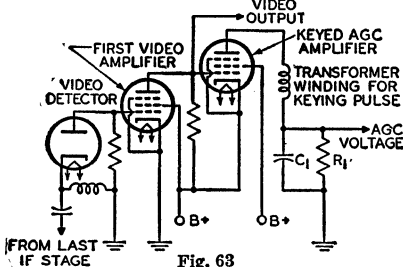 VIDEO
OUTPUT
FIRST VIDEO
AMPLIFIER
KEYED AGC
AMPLIFIER
VIDEO
DETECTOR
TRANSFORMER
WINDING FOR
KEYING PULSE
AGC
VOLTAGE
C1
R1
B+
B+
FROM LAST
IF STAGE
Fig. 63